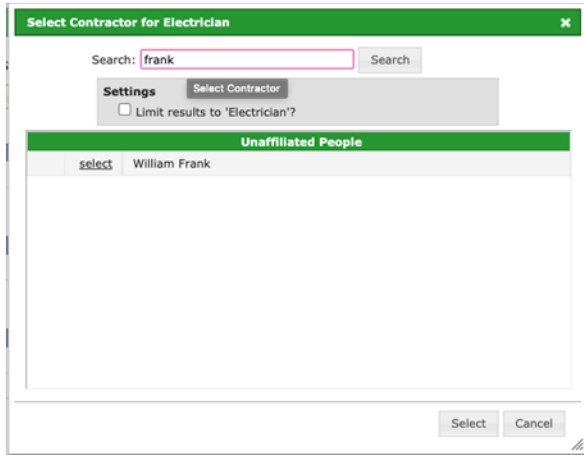 Select Contractor for Electrician x
Search: frank Search
Settings Select Contractor
Limit results to 'Electrician'?
Unaffiliated People
select William Frank
Select Cancel